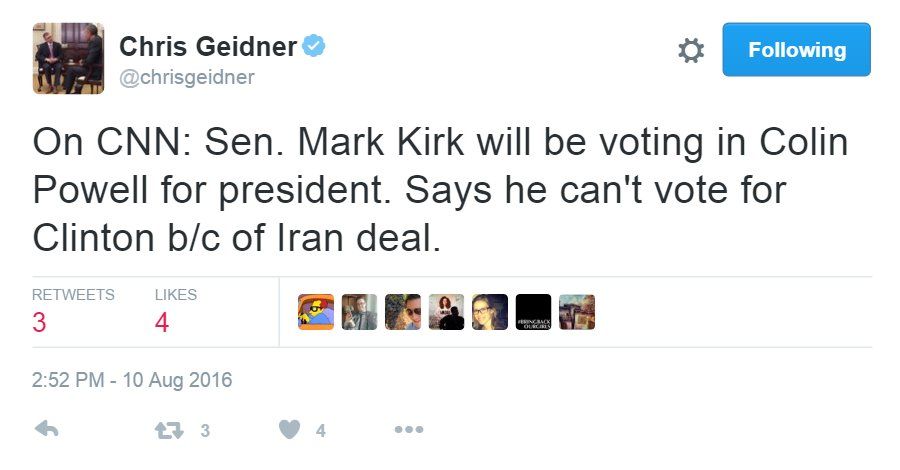 Chris Geidner
@chrisgeidner
Following
On CNN: Sen. Mark Kirk will be voting in Colin
Powell for president. Says he can't vote for
Clinton b/c of Iran deal.
RETWEETS LIKES
3 4
#BRINGBACK
OURGIRLS
2:52 PM - 10 Aug 2016
3 4